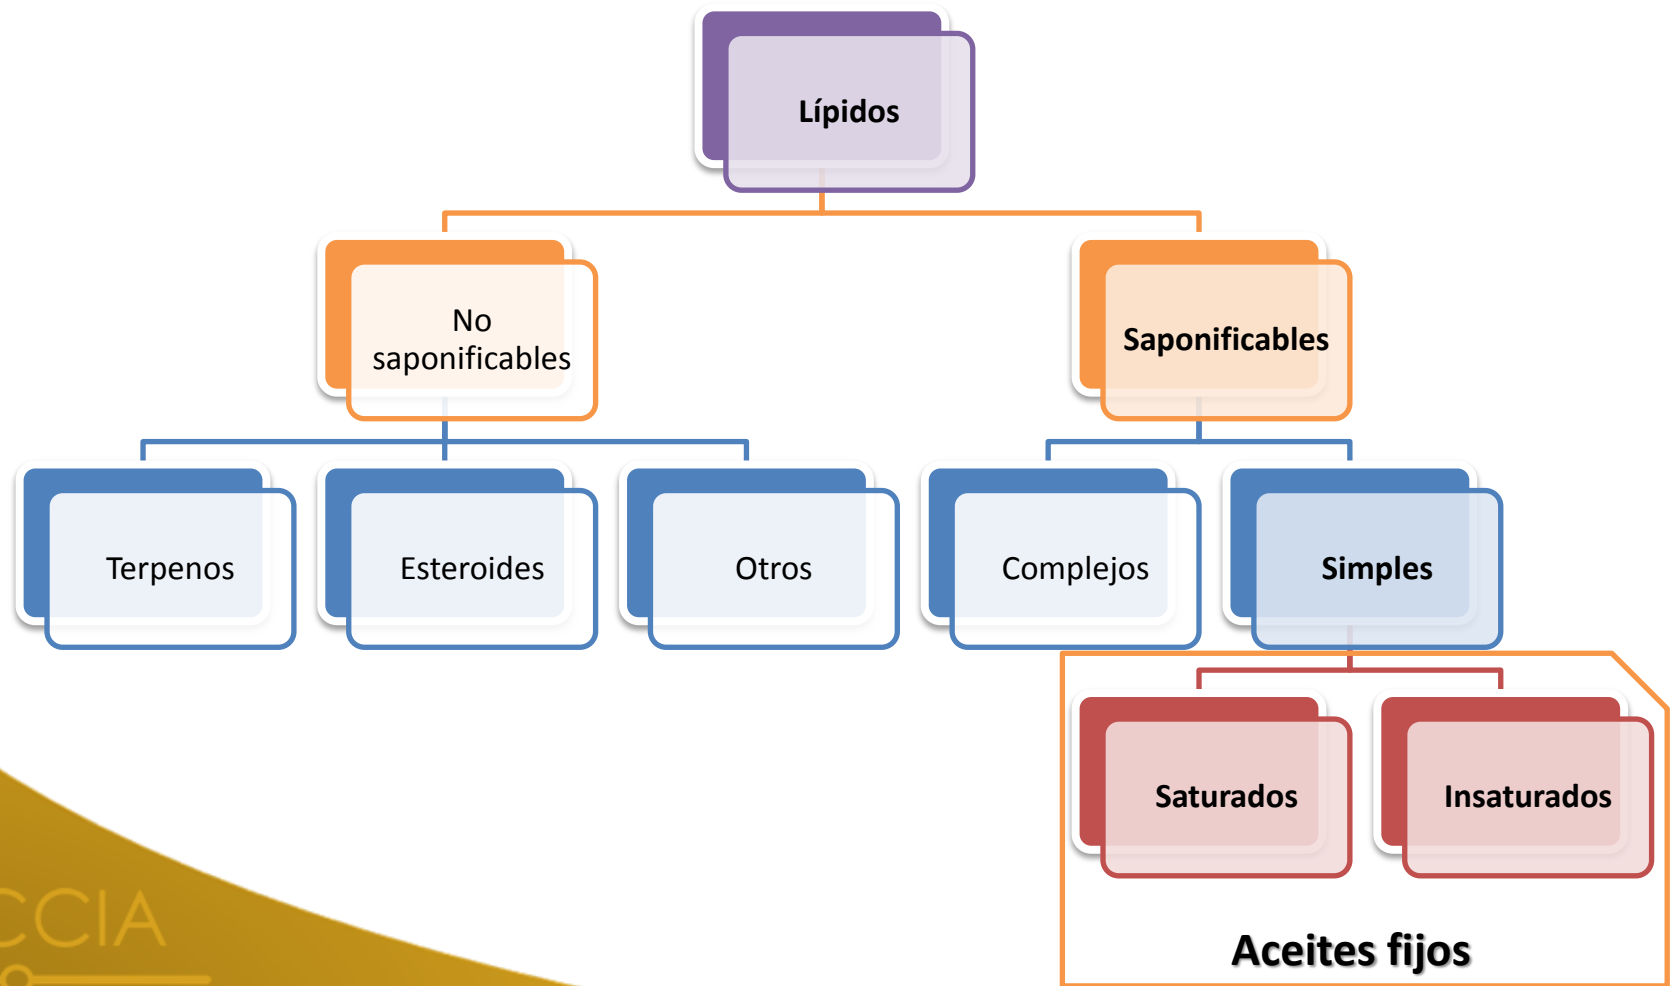 Lípidos
No
saponificables
Saponificables
Terpenos
Esteroides
Otros
Complejos
Simples
Saturados
Insaturados
Aceites fijos
CCIA